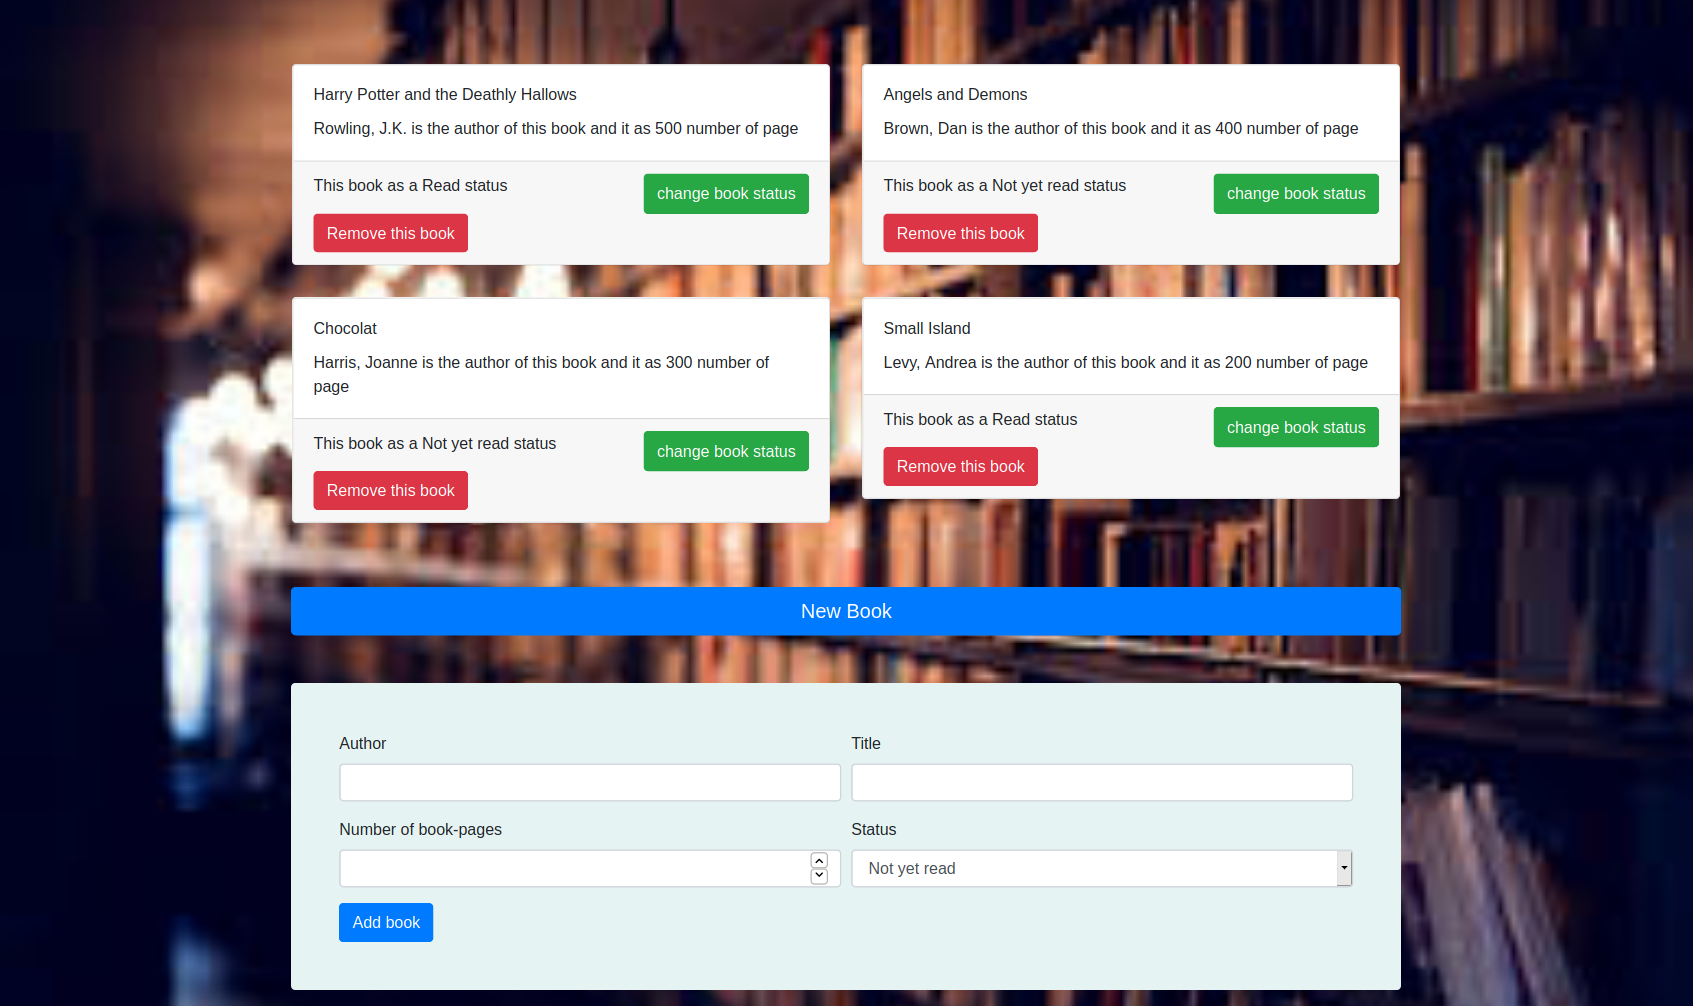 Harry Potter and the Deathly Hallows
Rowling, J.K. is the author of this book and it as 500 number of page
This book as a Read status
change book status
Remove this book
Angels and Demons
Brown, Dan is the author of this book and it as 400 number of page
This book as a Not yet read status
change book status
Remove this book
Chocolat
Harris, Joanne is the author of this book and it as 300 number of
page
This book as a Not yet read status
change book status
Remove this book
Small Island
Levy, Andrea is the author of this book and it as 200 number of page
This book as a Read status
change book status
Remove this book
New Book
Author
Title
Number of book-pages
Status
Not yet read
Add book